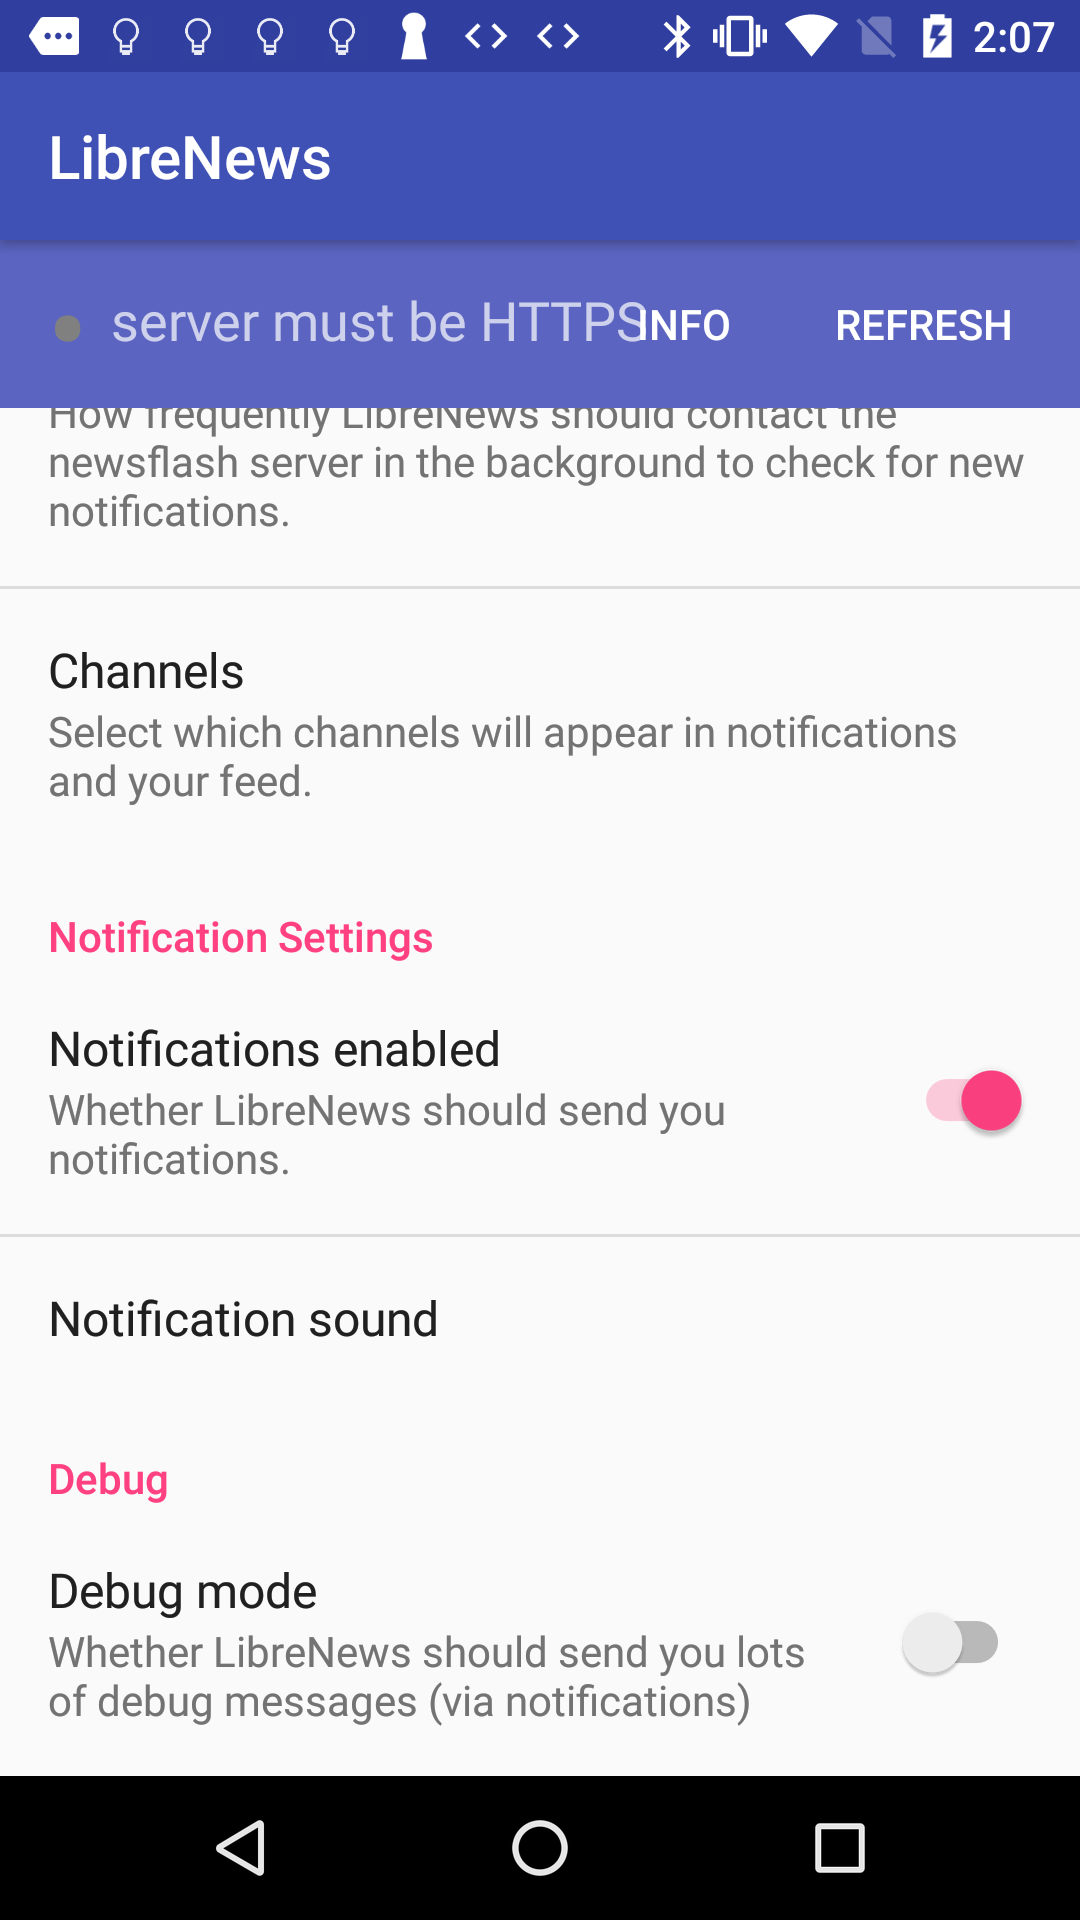 2:07
LibreNews
server must be HTTPS
INFO
REFRESH
How frequently LibreNews should contact the
newsflash server in the background to check for new
notifications.
Channels
Select which channels will appear in notifications
and your feed.
Notification Settings
Notifications enabled
Whether LibreNews should send you
notifications.
Notification sound
Debug
Debug mode
Whether LibreNews should send you lots
of debug messages (via notifications)